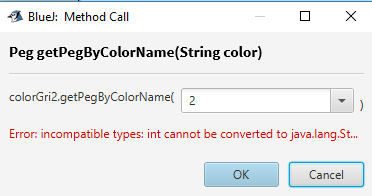 BlueJ: Method Call
Peg getPegByColorName(String color)
colorGri2.getPegByColorName( 2 )
Error: incompatible types: int cannot be converted to java.lang.St...
OK Cancel